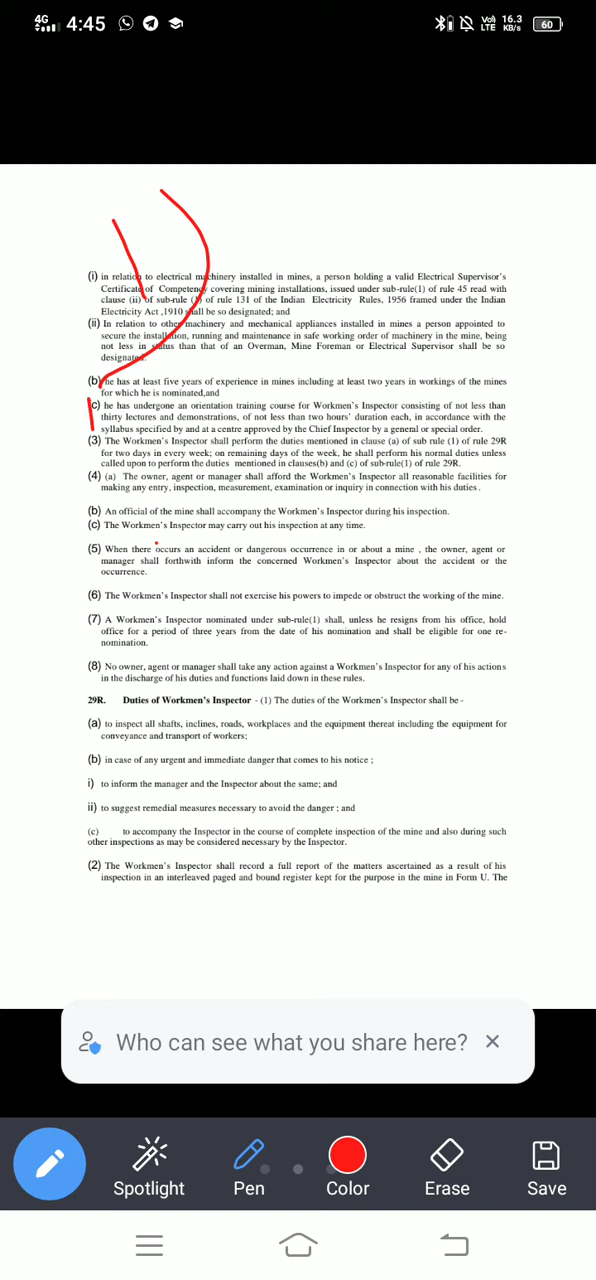 4G 4:45 Vo) LTE 16.3 KB/s 60
(i) in relation to electrical machinery installed in mines, a person holding a valid Electrical Supervisor's
Certificate of Competency covering mining installations, issued under sub-rule(1) of rule 45 read with
clause (ii) of sub-rule (1) of rule 131 of the Indian Electricity Rules, 1956 framed under the Indian
Electricity Act ,1910 shall be so designated; and
(ii) In relation to other machinery and mechanical appliances installed in mines a person appointed to
secure the installation, running and maintenance in safe working order of machinery in the mine, being
not less in status than that of an Overman, Mine Foreman or Electrical Supervisor shall be so
designated.
(b) he has at least five years of experience in mines including at least two years in workings of the mines
for which he is nominated,and
(c) he has undergone an orientation training course for Workmen's Inspector consisting of not less than
thirty lectures and demonstrations, of not less than two hours' duration each, in accordance with the
syllabus specified by and at a centre approved by the Chief Inspector by a general or special order.
(3) The Workmen's Inspector shall perform the duties mentioned in clause (a) of sub rule (1) of rule 29R
for two days in every week; on remaining days of the week, he shall perform his normal duties unless
called upon to perform the duties mentioned in clauses(b) and (c) of sub-rule(1) of rule 29R.
(4) (a) The owner, agent or manager shall afford the Workmen's Inspector all reasonable facilities for
making any entry, inspection, measurement, examination or inquiry in connection with his duties .
(b) An official of the mine shall accompany the Workmen's Inspector during his inspection.
(c) The Workmen's Inspector may carry out his inspection at any time.
(5) When there occurs an accident or dangerous occurrence in or about a mine , the owner, agent or
manager shall forthwith inform the concerned Workmen's Inspector about the accident or the
occurrence.
(6) The Workmen's Inspector shall not exercise his powers to impede or obstruct the working of the mine.
(7) A Workmen's Inspector nominated under sub-rule(1) shall, unless he resigns from his office, hold
office for a period of three years from the date of his nomination and shall be eligible for one re-
nomination.
(8) No owner, agent or manager shall take any action against a Workmen's Inspector for any of his actions
in the discharge of his duties and functions laid down in these rules.
29R. Duties of Workmen's Inspector - (1) The duties of the Workmen's Inspector shall be -
(a) to inspect all shafts, inclines, roads, workplaces and the equipment thereat including the equipment for
conveyance and transport of workers;
(b) in case of any urgent and immediate danger that comes to his notice ;
i) to inform the manager and the Inspector about the same; and
ii) to suggest remedial measures necessary to avoid the danger ; and
(c) to accompany the Inspector in the course of complete inspection of the mine and also during such
other inspections as may be considered necessary by the Inspector.
(2) The Workmen's Inspector shall record a full report of the matters ascertained as a result of his
inspection in an interleaved paged and bound register kept for the purpose in the mine in Form U. The
Who can see what you share here?
Spotlight Pen Color Erase Save